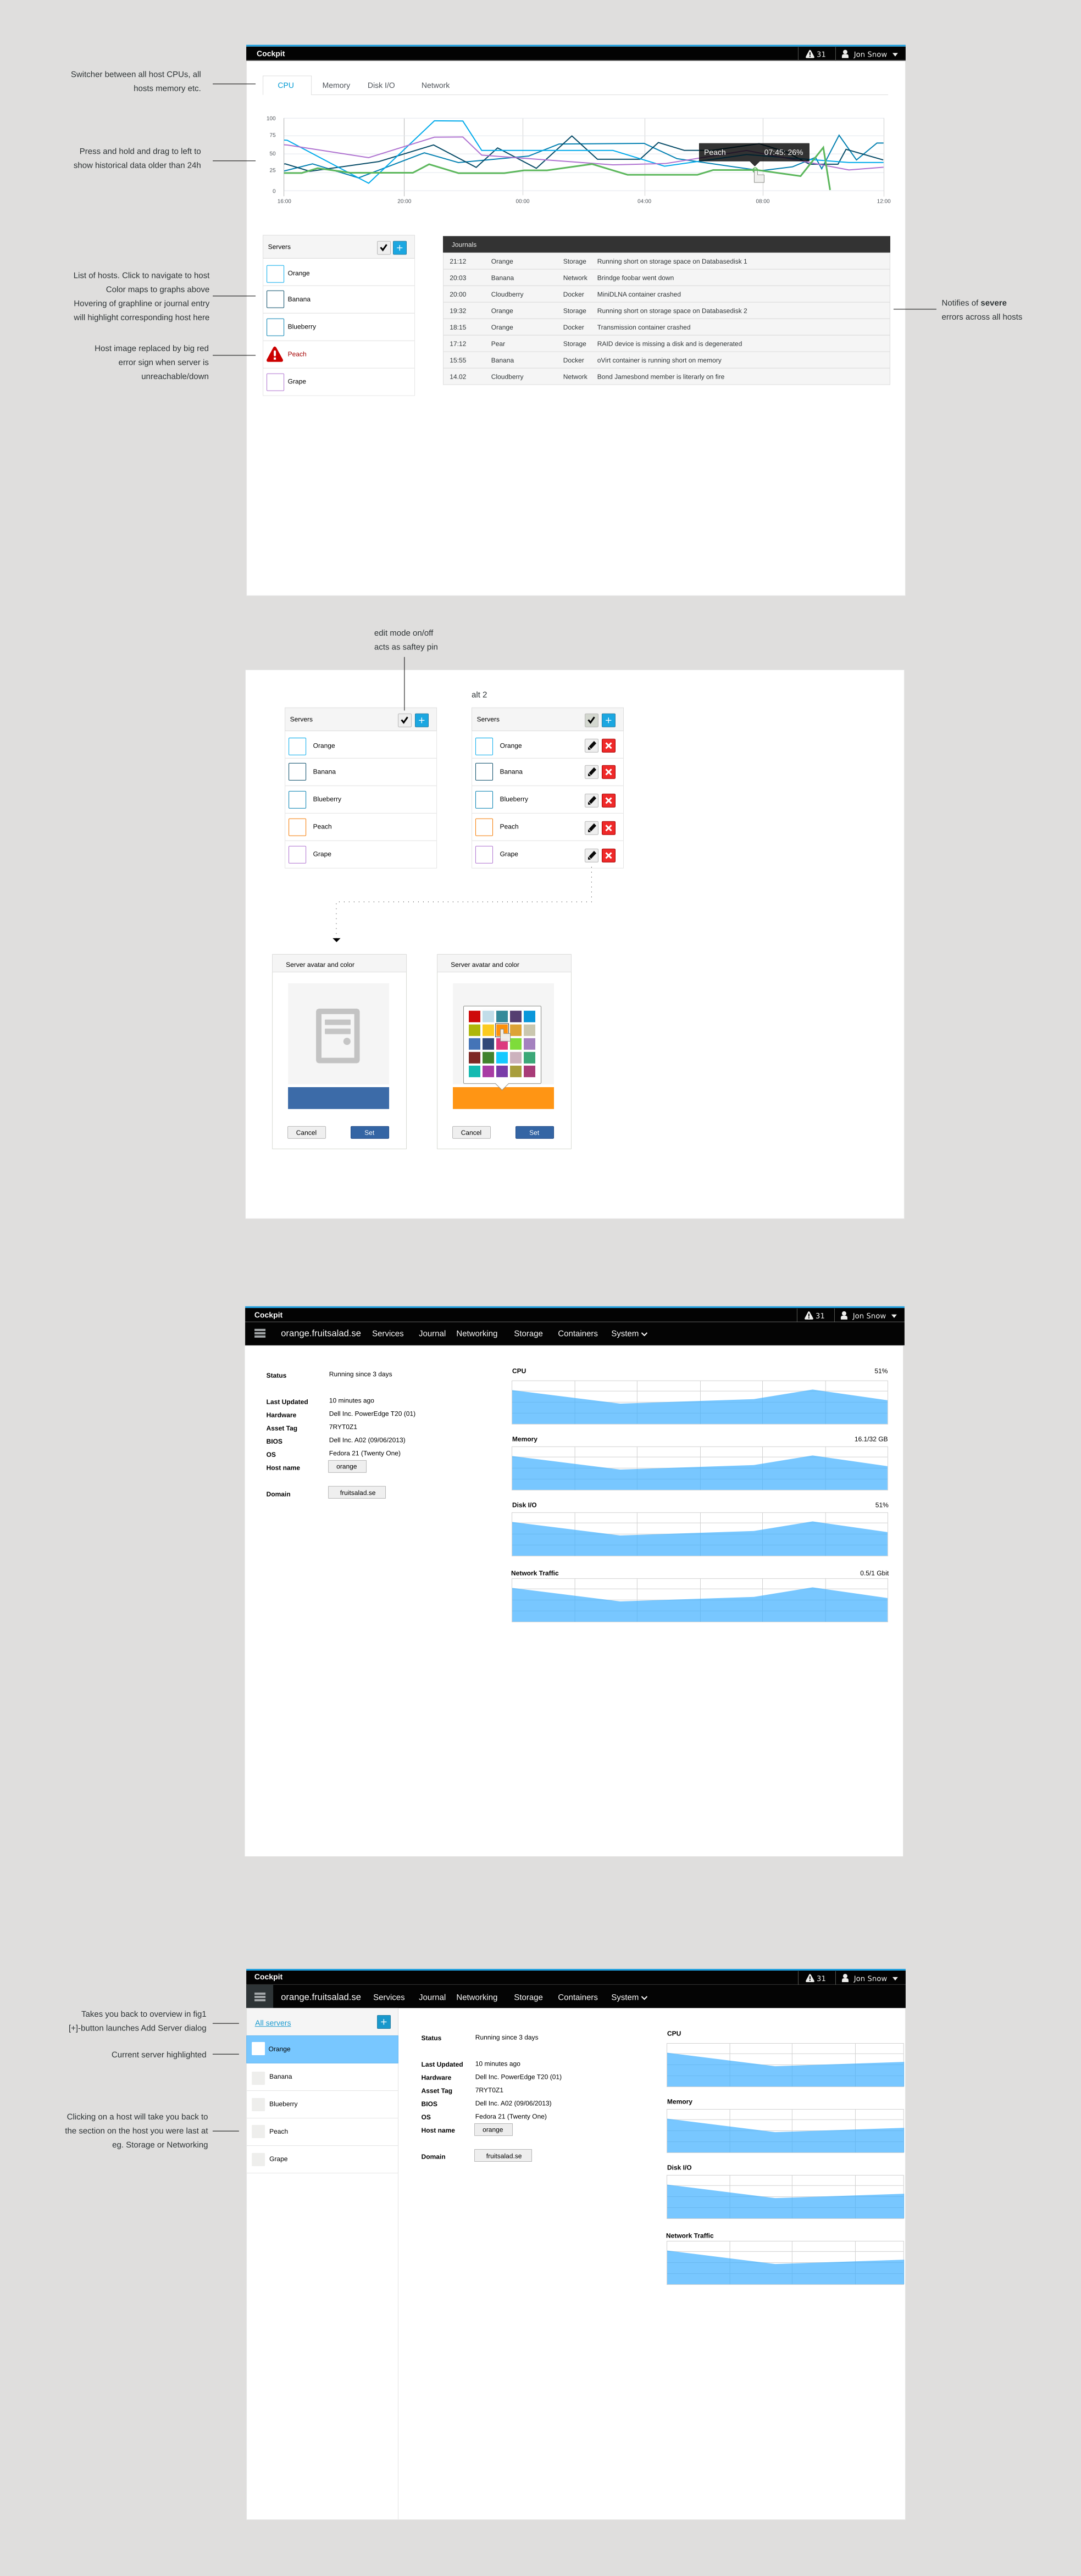 Cockpit
31
Jon Snow
Switcher between all host CPUs, all
hosts memory etc.
CPU Memory Disk I/O Network
Press and hold and drag to left to
show historical data older than 24h
100
75
50
25
0
Peach 07:45: 26%
16:00 20:00 00:00 04:00 08:00 12:00
List of hosts. Click to navigate to host
Color maps to graphs above
Hovering of graphline or journal entry
will highlight corresponding host here
Host image replaced by big red
error sign when server is
unreachable/down
Servers
Orange
Banana
Blueberry
Peach
Grape
Journals
21:12 Orange Storage Running short on storage space on Databasedisk 1
20:03 Banana Network Brindge foobar went down
20:00 Cloudberry Docker MiniDLNA container crashed
19:32 Orange Storage Running short on storage space on Databasedisk 2
18:15 Orange Docker Transmission container crashed
17:12 Pear Storage RAID device is missing a disk and is degenerated
15:55 Banana Docker oVirt container is running short on memory
14.02 Cloudberry Network Bond Jamesbond member is literarly on fire
Notifies of severe
errors across all hosts
edit mode on/off
acts as saftey pin
Servers
Orange
Banana
Blueberry
Peach
Grape
alt 2
Servers
Orange
Banana
Blueberry
Peach
Grape
Server avatar and color
Cancel Set
Server avatar and color
Cancel Set
Cockpit
31
Jon Snow
orange.fruitsalad.se Services Journal Networking Storage Containers System
Status Running since 3 days
Last Updated 10 minutes ago
Hardware Dell Inc. PowerEdge T20 (01)
Asset Tag 7RYT0Z1
BIOS Dell Inc. A02 (09/06/2013)
OS Fedora 21 (Twenty One)
Host name orange
Domain fruitsalad.se
CPU 51%
Memory 16.1/32 GB
Disk I/O 51%
Network Traffic 0.5/1 Gbit
Cockpit
31
Jon Snow
orange.fruitsalad.se Services Journal Networking Storage Containers System
Takes you back to overview in fig1
[+]-button launches Add Server dialog
Current server highlighted
Clicking on a host will take you back to
the section on the host you were last at
eg. Storage or Networking
All servers
Orange
Banana
Blueberry
Peach
Grape
Status Running since 3 days
Last Updated 10 minutes ago
Hardware Dell Inc. PowerEdge T20 (01)
Asset Tag 7RYT0Z1
BIOS Dell Inc. A02 (09/06/2013)
OS Fedora 21 (Twenty One)
Host name orange
Domain fruitsalad.se
CPU
Memory
Disk I/O
Network Traffic